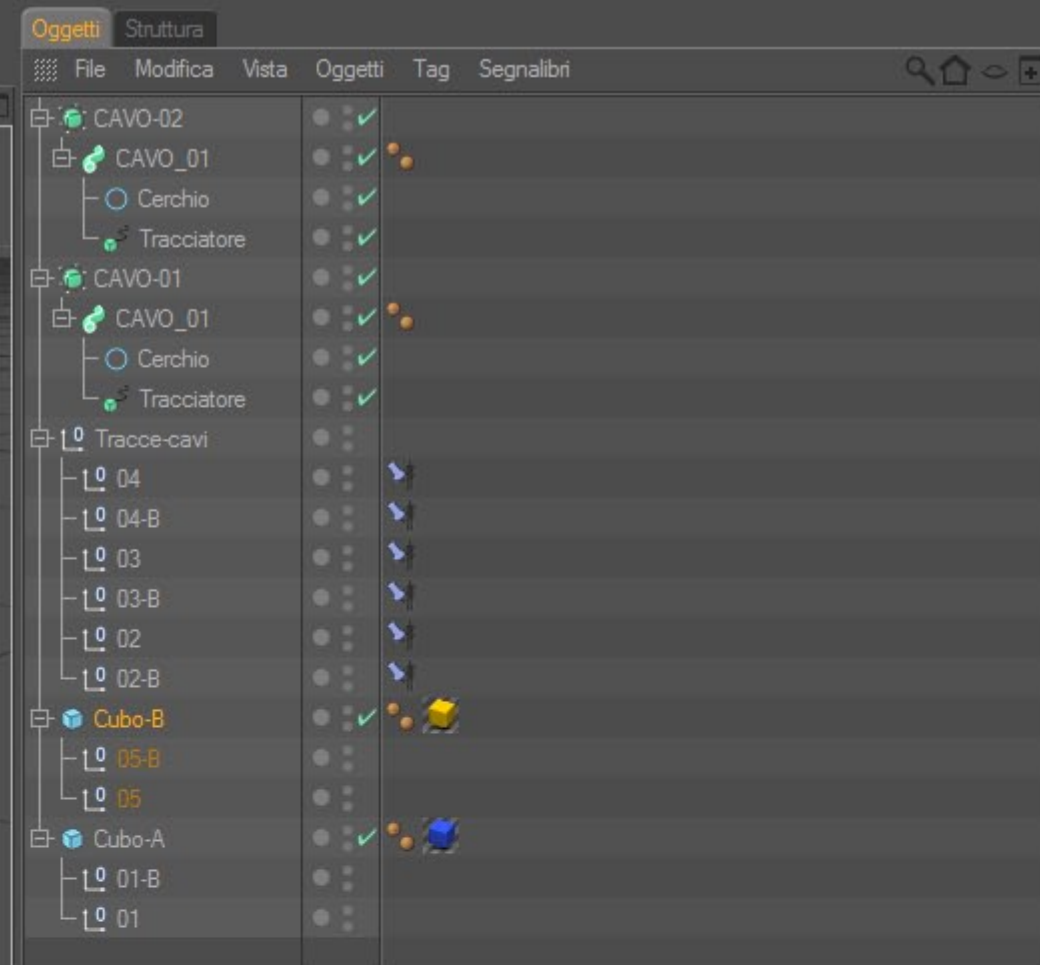 Oggetti Struttura
File Modifica Vista Oggetti Tag Segnalibri
CAVO-02
CAVO_01
Cerchio
Tracciatore
CAVO-01
CAVO_01
Cerchio
Tracciatore
Tracce-cavi
04
04-B
03
03-B
02
02-B
Cubo-B
05-B
05
Cubo-A
01-B
01